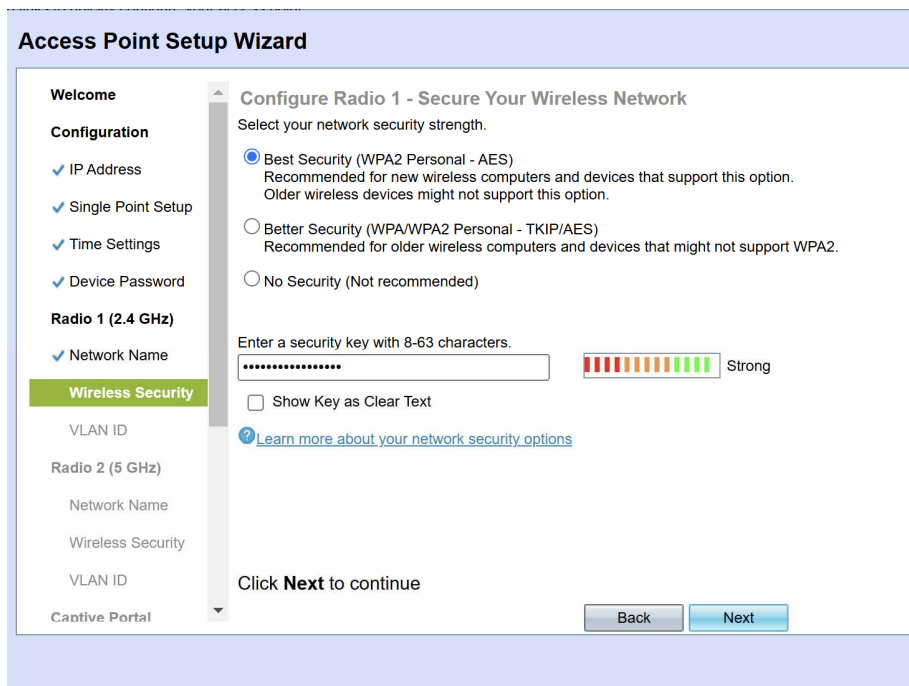 Access Point Setup Wizard
Welcome
Configuration
IP Address
Single Point Setup
Time Settings
Device Password
Radio 1 (2.4 GHz)
Network Name
Wireless Security
VLAN ID
Radio 2 (5 GHz)
Network Name
Wireless Security
VLAN ID
Captive Portal
Configure Radio 1 - Secure Your Wireless Network
Select your network security strength.
Best Security (WPA2 Personal - AES)
Recommended for new wireless computers and devices that support this option.
Older wireless devices might not support this option.
Better Security (WPA/WPA2 Personal - TKIP/AES)
Recommended for older wireless computers and devices that might not support WPA2.
No Security (Not recommended)
Enter a security key with 8-63 characters.
••••••••••••••••
Strong
Show Key as Clear Text
?Learn more about your network security options
Click Next to continue
Back Next